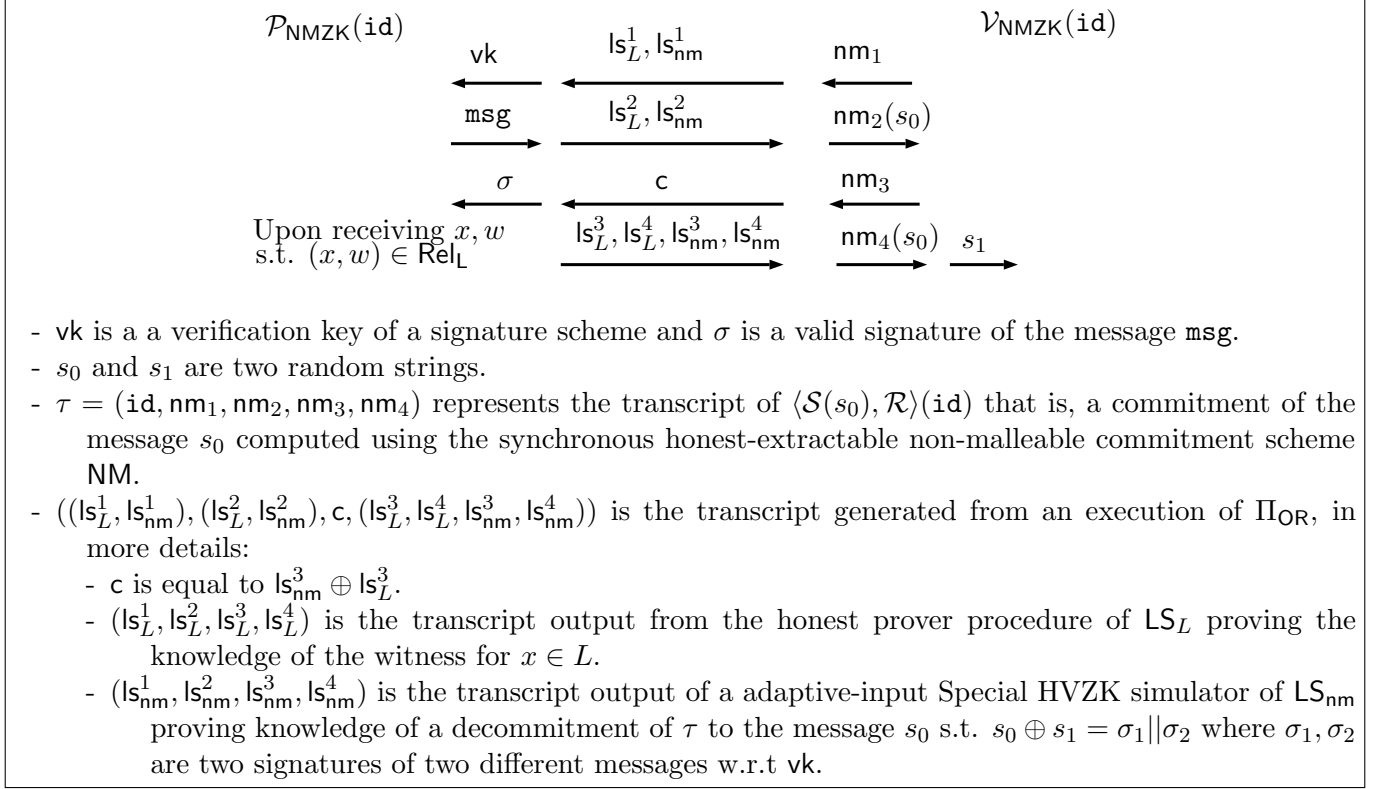 𝒫_NMZK(id) 𝒱_NMZK(id)
vk ls_L^1, ls_nm^1 nm_1
msg ls_L^2, ls_nm^2 nm_2(s_0)
σ c nm_3
Upon receiving x, w ls_L^3, ls_L^4, ls_nm^3, ls_nm^4 nm_4(s_0) s_1
s.t. (x, w) ∈ Rel_L
- vk is a a verification key of a signature scheme and σ is a valid signature of the message msg.
- s_0 and s_1 are two random strings.
- τ = (id, nm_1, nm_2, nm_3, nm_4) represents the transcript of ⟨𝒮(s_0), ℛ⟩(id) that is, a commitment of the
message s_0 computed using the synchronous honest-extractable non-malleable commitment scheme
NM.
- ((ls_L^1, ls_nm^1), (ls_L^2, ls_nm^2), c, (ls_L^3, ls_L^4, ls_nm^3, ls_nm^4)) is the transcript generated from an execution of Π_OR, in
more details:
- c is equal to ls_nm^3 ⊕ ls_L^3.
- (ls_L^1, ls_L^2, ls_L^3, ls_L^4) is the transcript output from the honest prover procedure of LS_L proving the
knowledge of the witness for x ∈ L.
- (ls_nm^1, ls_nm^2, ls_nm^3, ls_nm^4) is the transcript output of a adaptive-input Special HVZK simulator of LS_nm
proving knowledge of a decommitment of τ to the message s_0 s.t. s_0 ⊕ s_1 = σ_1||σ_2 where σ_1, σ_2
are two signatures of two different messages w.r.t vk.